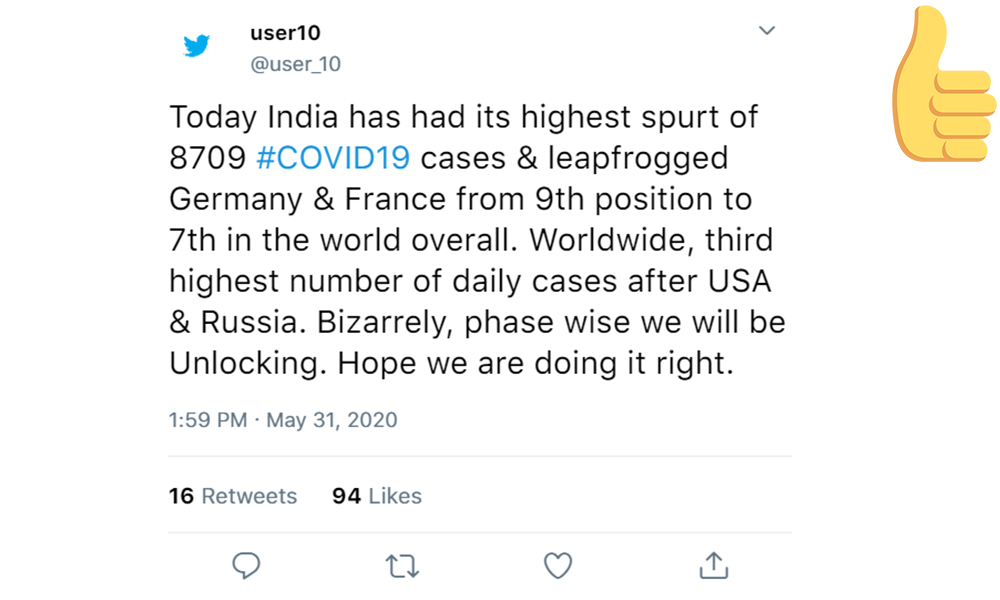 user10
@user_10
Today India has had its highest spurt of
8709 #COVID19 cases & leapfrogged
Germany & France from 9th position to
7th in the world overall. Worldwide, third
highest number of daily cases after USA
& Russia. Bizarrely, phase wise we will be
Unlocking. Hope we are doing it right.
1:59 PM · May 31, 2020
16 Retweets 94 Likes